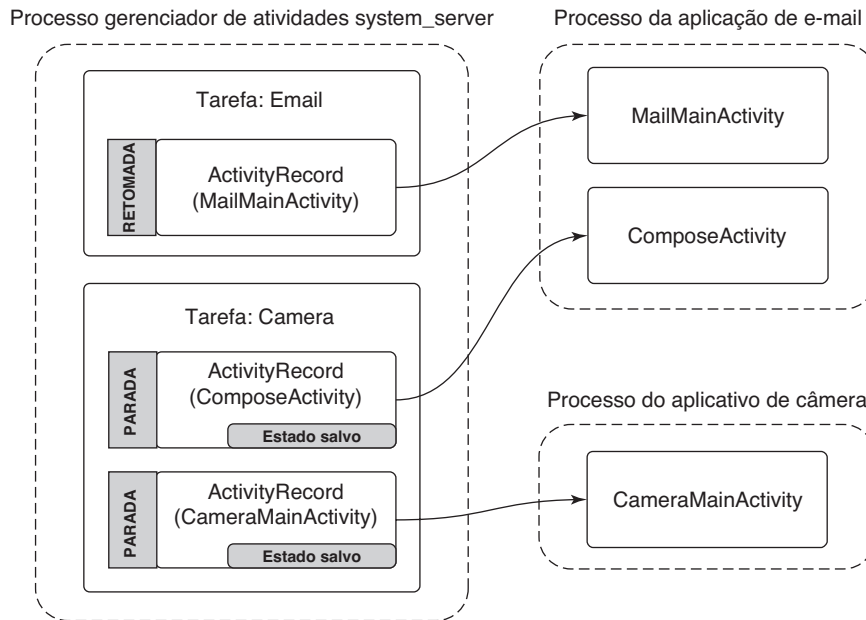 Processo gerenciador de atividades system_server
Tarefa: Email
RETOMADA
ActivityRecord
(MailMainActivity)
Tarefa: Camera
PARADA
ActivityRecord
(ComposeActivity)
Estado salvo
PARADA
ActivityRecord
(CameraMainActivity)
Estado salvo
Processo da aplicação de e-mail
MailMainActivity
ComposeActivity
Processo do aplicativo de câmera
CameraMainActivity